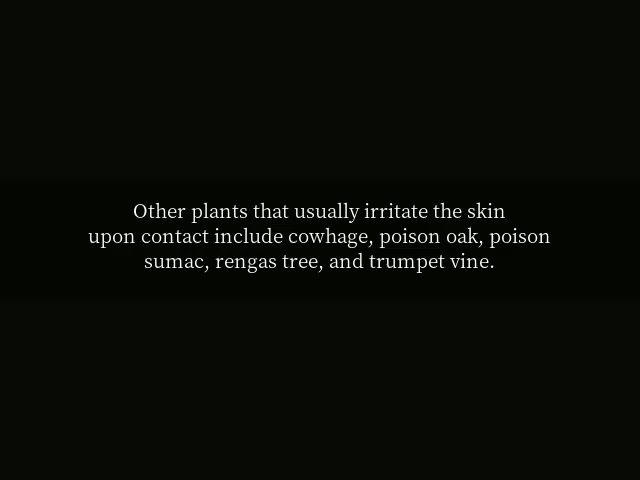 Other plants that usually irritate the skin
upon contact include cowhage, poison oak, poison
sumac, rengas tree, and trumpet vine.